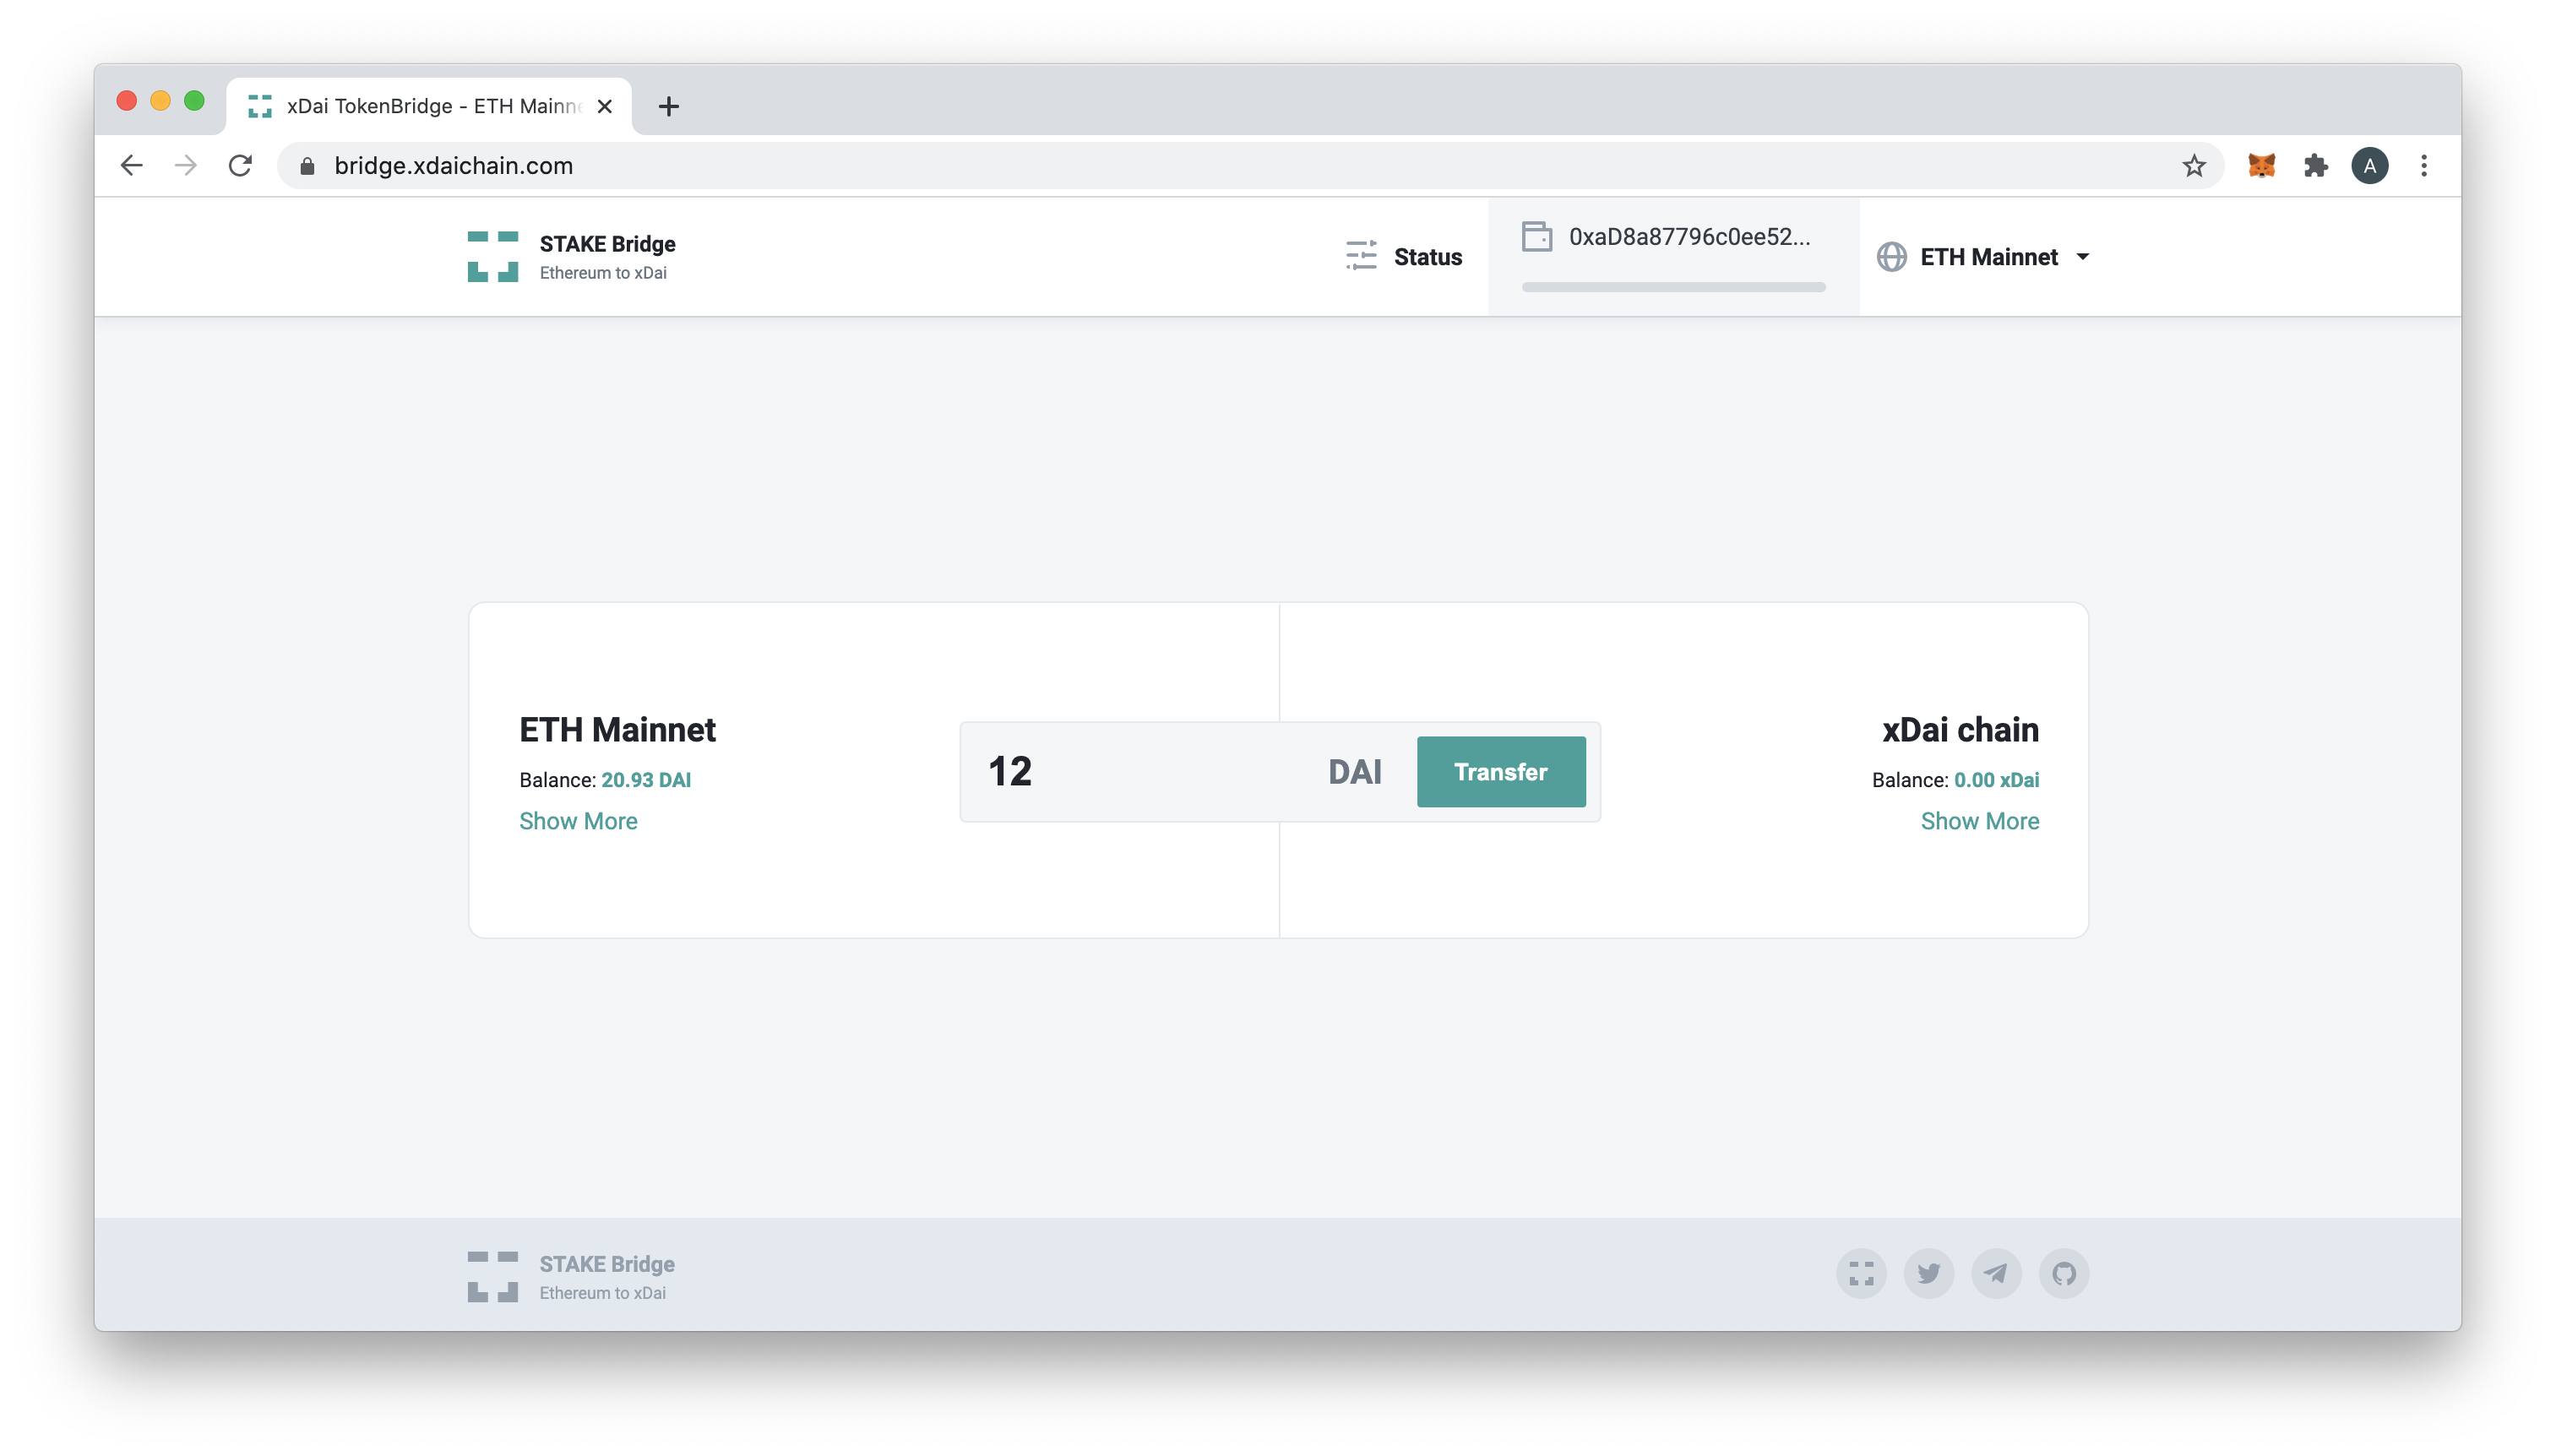 xDai TokenBridge - ETH Mainne
bridge.xdaichain.com
A
STAKE Bridge
Ethereum to xDai
Status
0xaD8a87796c0ee52...
ETH Mainnet
ETH Mainnet
Balance: 20.93 DAI
Show More
12 DAI Transfer
xDai chain
Balance: 0.00 xDai
Show More
STAKE Bridge
Ethereum to xDai